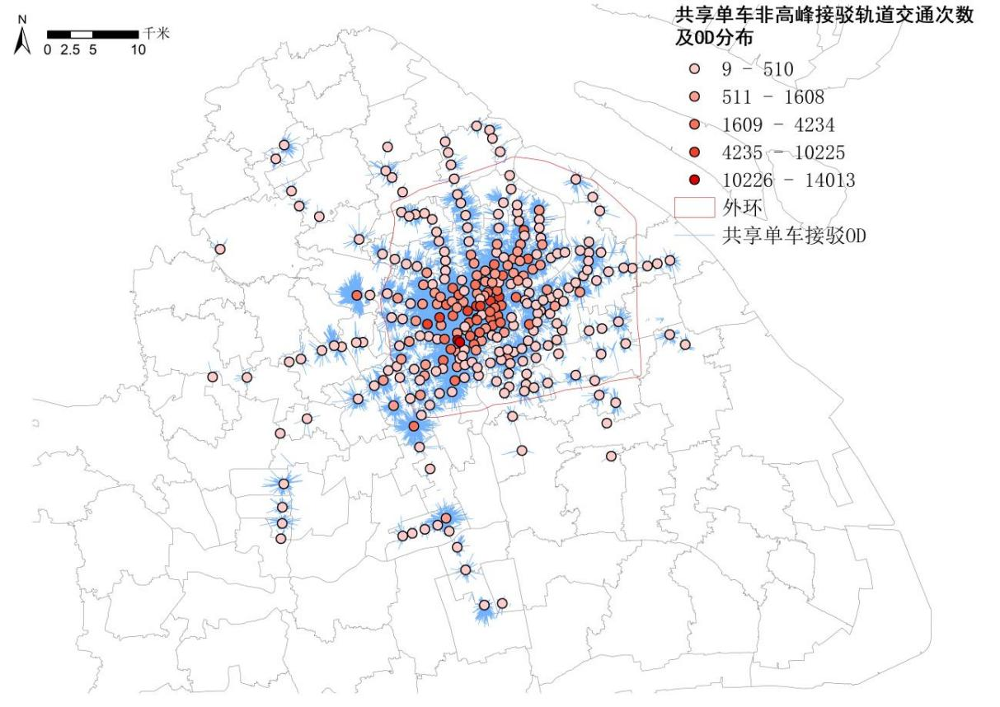 N
千米
0 2.5 5 10
共享单车非高峰接驳轨道交通次数
及OD分布
9 - 510
511 - 1608
1609 - 4234
4235 - 10225
10226 - 14013
外环
共享单车接驳OD